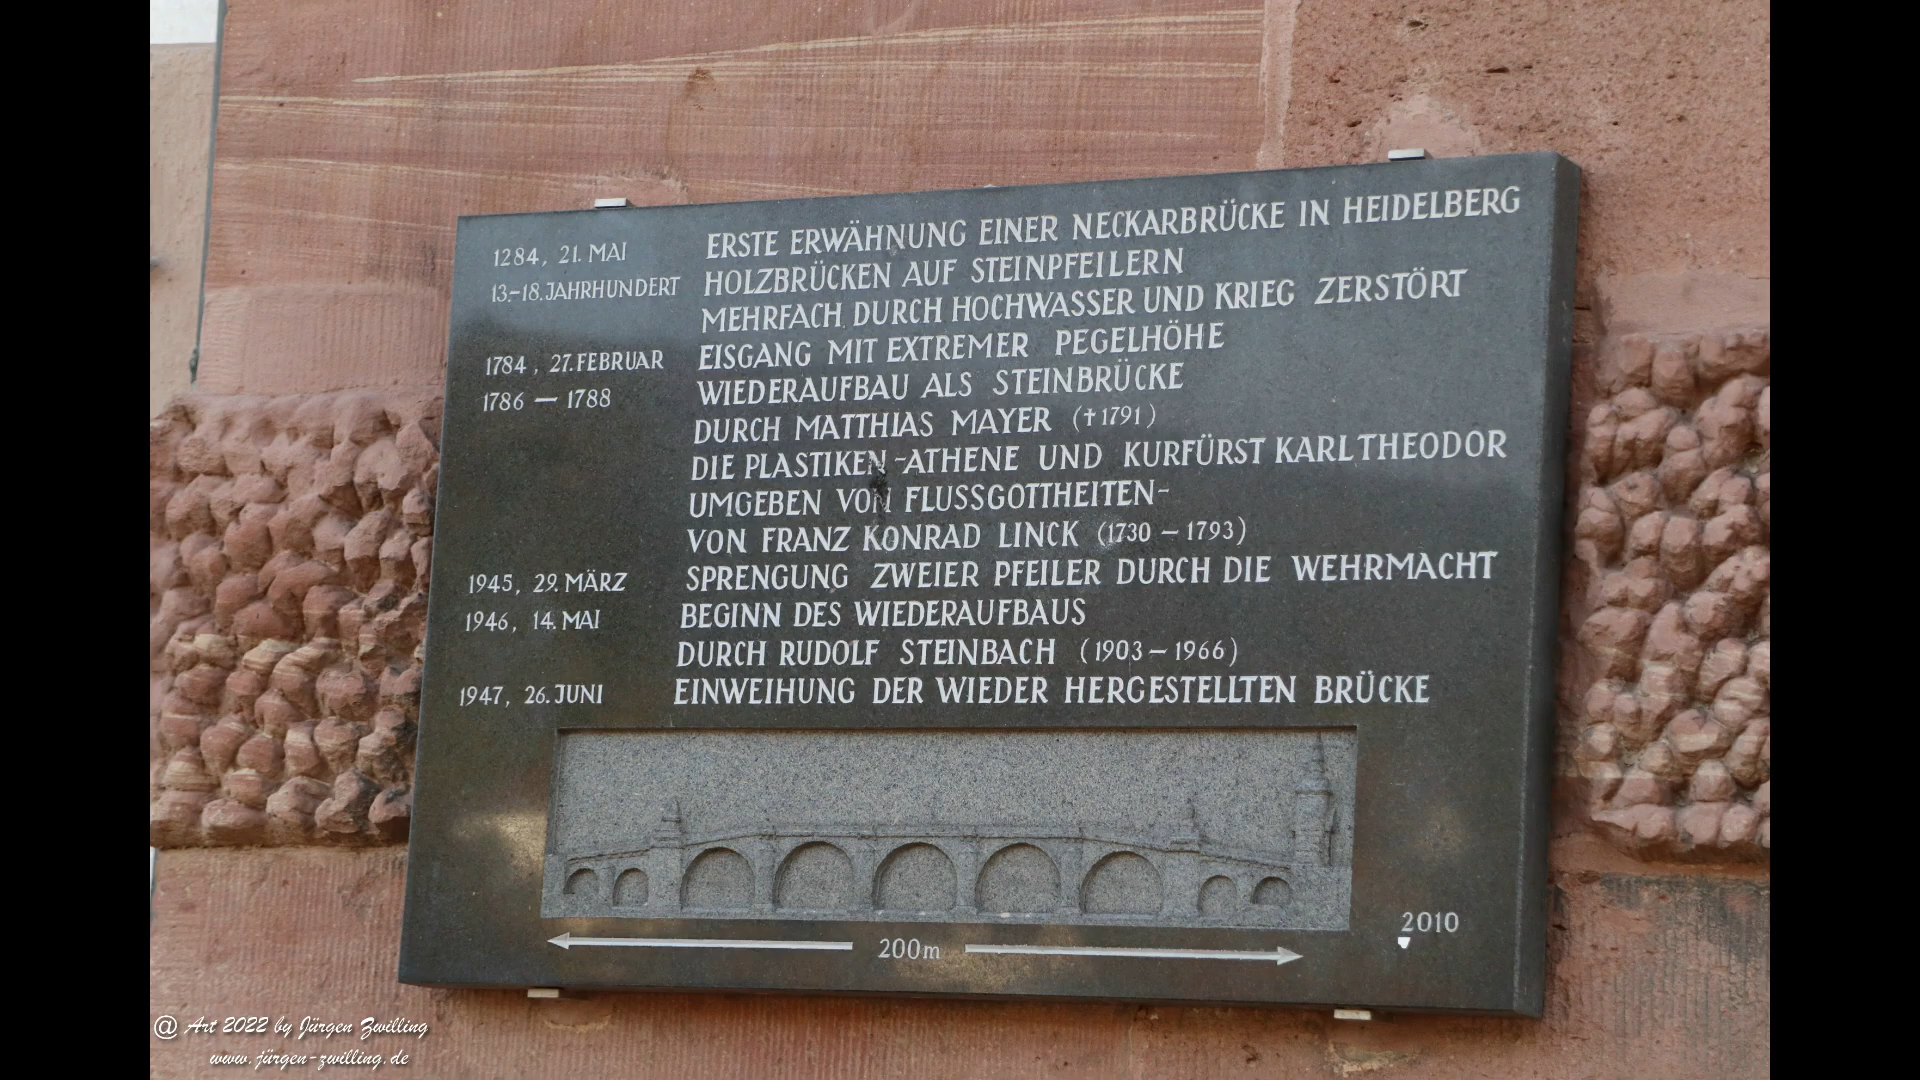 1284, 21. MAI ERSTE ERWÄHNUNG EINER NECKARBRÜCKE IN HEIDELBERG
13.-18. JAHRHUNDERT HOLZBRÜCKEN AUF STEINPFEILERN
MEHRFACH DURCH HOCHWASSER UND KRIEG ZERSTÖRT
1784, 27. FEBRUAR EISGANG MIT EXTREMER PEGELHÖHE
1786 – 1788 WIEDERAUFBAU ALS STEINBRÜCKE
DURCH MATTHIAS MAYER (†1791)
DIE PLASTIKEN -ATHENE UND KURFÜRST KARL THEODOR
UMGEBEN VON FLUSSGOTTHEITEN-
VON FRANZ KONRAD LINCK (1730 – 1793)
1945, 29. MÄRZ SPRENGUNG ZWEIER PFEILER DURCH DIE WEHRMACHT
1946, 14. MAI BEGINN DES WIEDERAUFBAUS
DURCH RUDOLF STEINBACH (1903 – 1966)
1947, 26. JUNI EINWEIHUNG DER WIEDER HERGESTELLTEN BRÜCKE
200m
2010
@ Art 2022 by Jürgen Zwilling
www.jürgen-zwilling.de